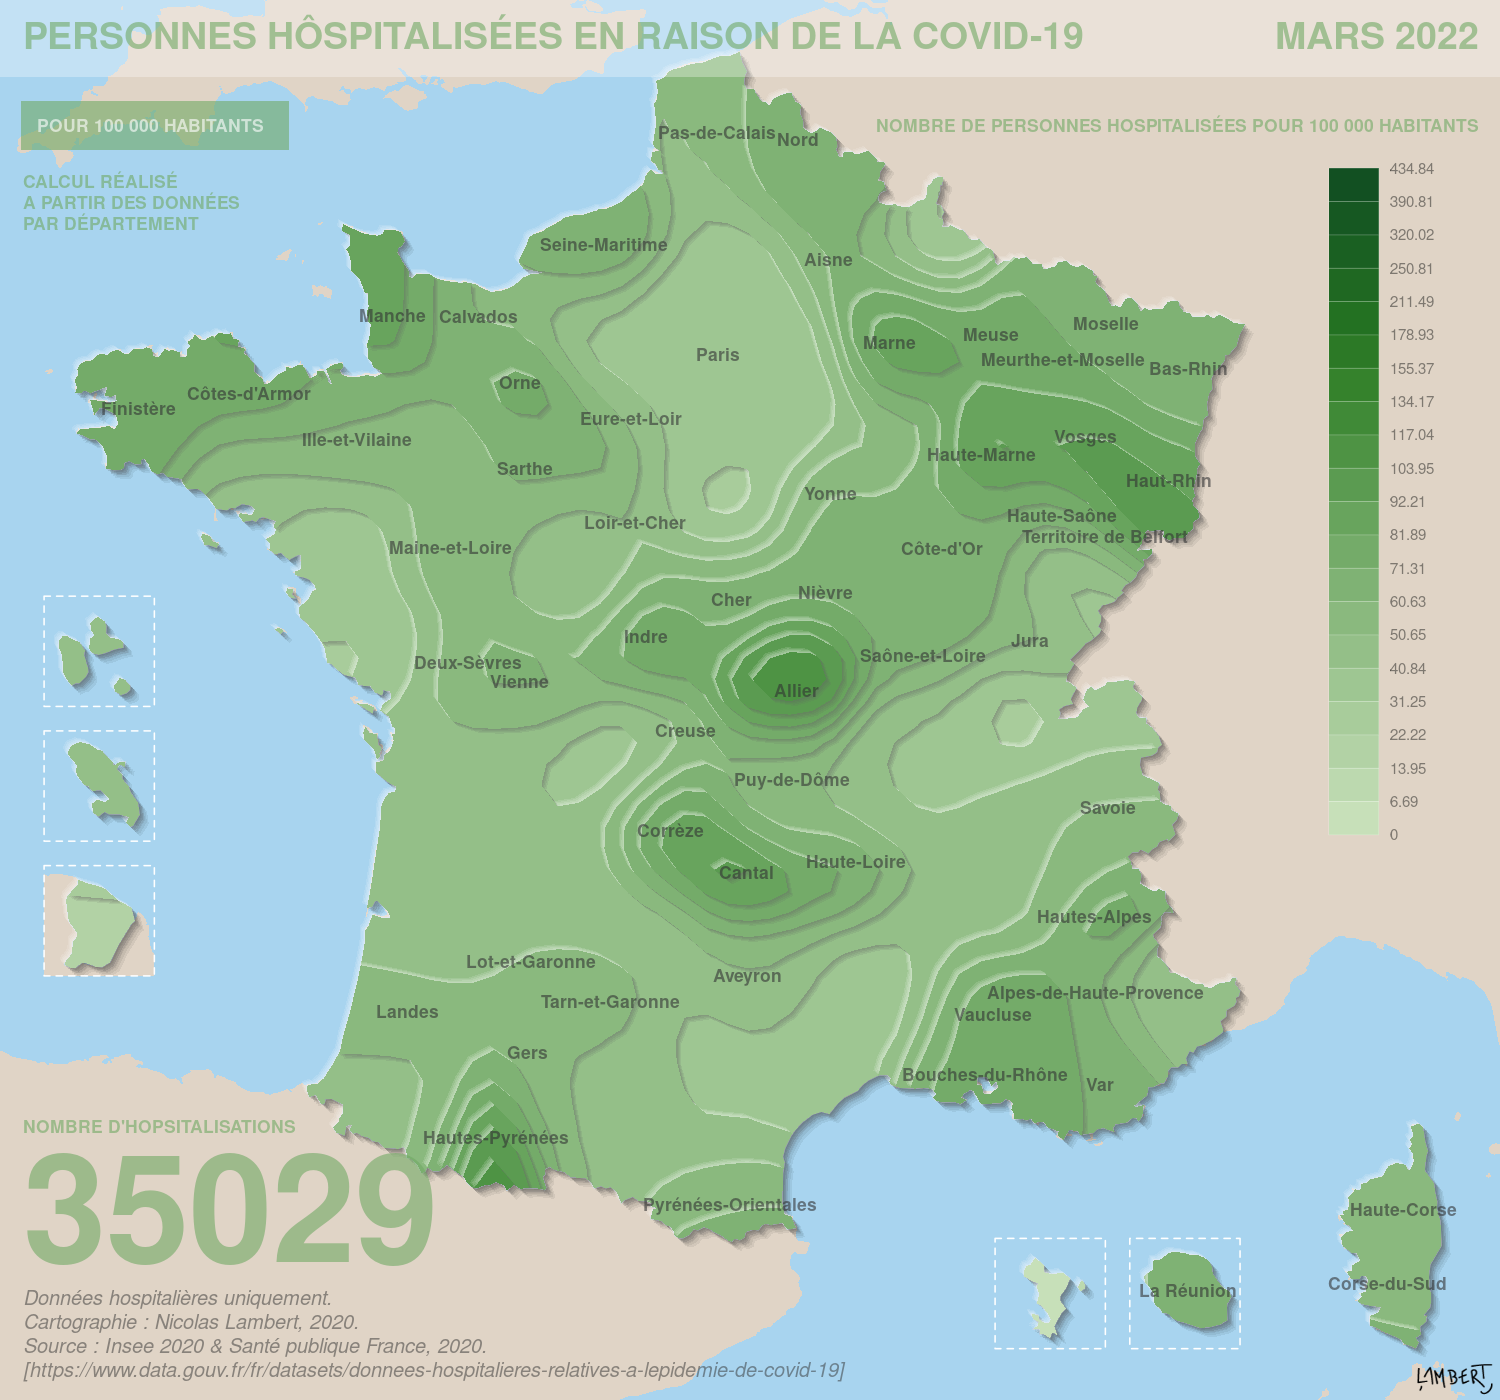 PERSONNES HÔSPITALISÉES EN RAISON DE LA COVID-19
MARS 2022
POUR 100 000 HABITANTS
CALCUL RÉALISÉ
A PARTIR DES DONNÉES
PAR DÉPARTEMENT
NOMBRE DE PERSONNES HOSPITALISÉES POUR 100 000 HABITANTS
434.84
390.81
320.02
250.81
211.49
178.93
155.37
134.17
117.04
103.95
92.21
81.89
71.31
60.63
50.65
40.84
31.25
22.22
13.95
6.69
0
Pas-de-Calais
Nord
Seine-Maritime
Aisne
Manche
Calvados
Moselle
Meuse
Marne
Paris
Meurthe-et-Moselle
Bas-Rhin
Orne
Côtes-d'Armor
Finistère
Eure-et-Loir
Ille-et-Vilaine
Vosges
Haute-Marne
Sarthe
Haut-Rhin
Yonne
Loir-et-Cher
Haute-Saône
Territoire de Belfort
Maine-et-Loire
Côte-d'Or
Cher
Nièvre
Indre
Jura
Deux-Sèvres
Saône-et-Loire
Vienne
Allier
Creuse
Puy-de-Dôme
Savoie
Corrèze
Haute-Loire
Cantal
Hautes-Alpes
Lot-et-Garonne
Aveyron
Alpes-de-Haute-Provence
Tarn-et-Garonne
Landes
Vaucluse
Gers
Bouches-du-Rhône
Var
Hautes-Pyrénées
Pyrénées-Orientales
Haute-Corse
Corse-du-Sud
La Réunion
NOMBRE D'HOPSITALISATIONS
35029
Données hospitalières uniquement.
Cartographie : Nicolas Lambert, 2020.
Source : Insee 2020 & Santé publique France, 2020.
[https://www.data.gouv.fr/fr/datasets/donnees-hospitalieres-relatives-a-lepidemie-de-covid-19]
LAMBERT